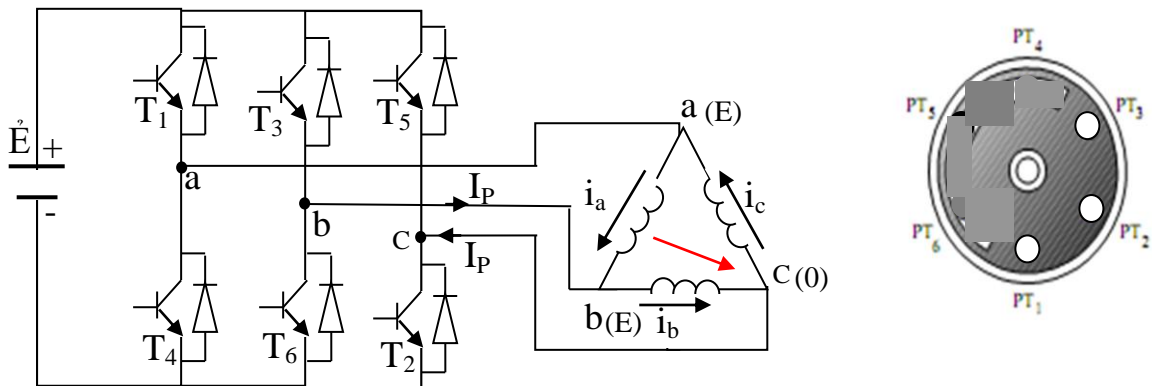 T1
T3
T5
Ẻ +
-
a
b
C
IP
IP
T4
T6
T2
a (E)
ia
ic
b(E)
ib
C (0)
PT4
PT5
PT3
PT6
PT2
PT1